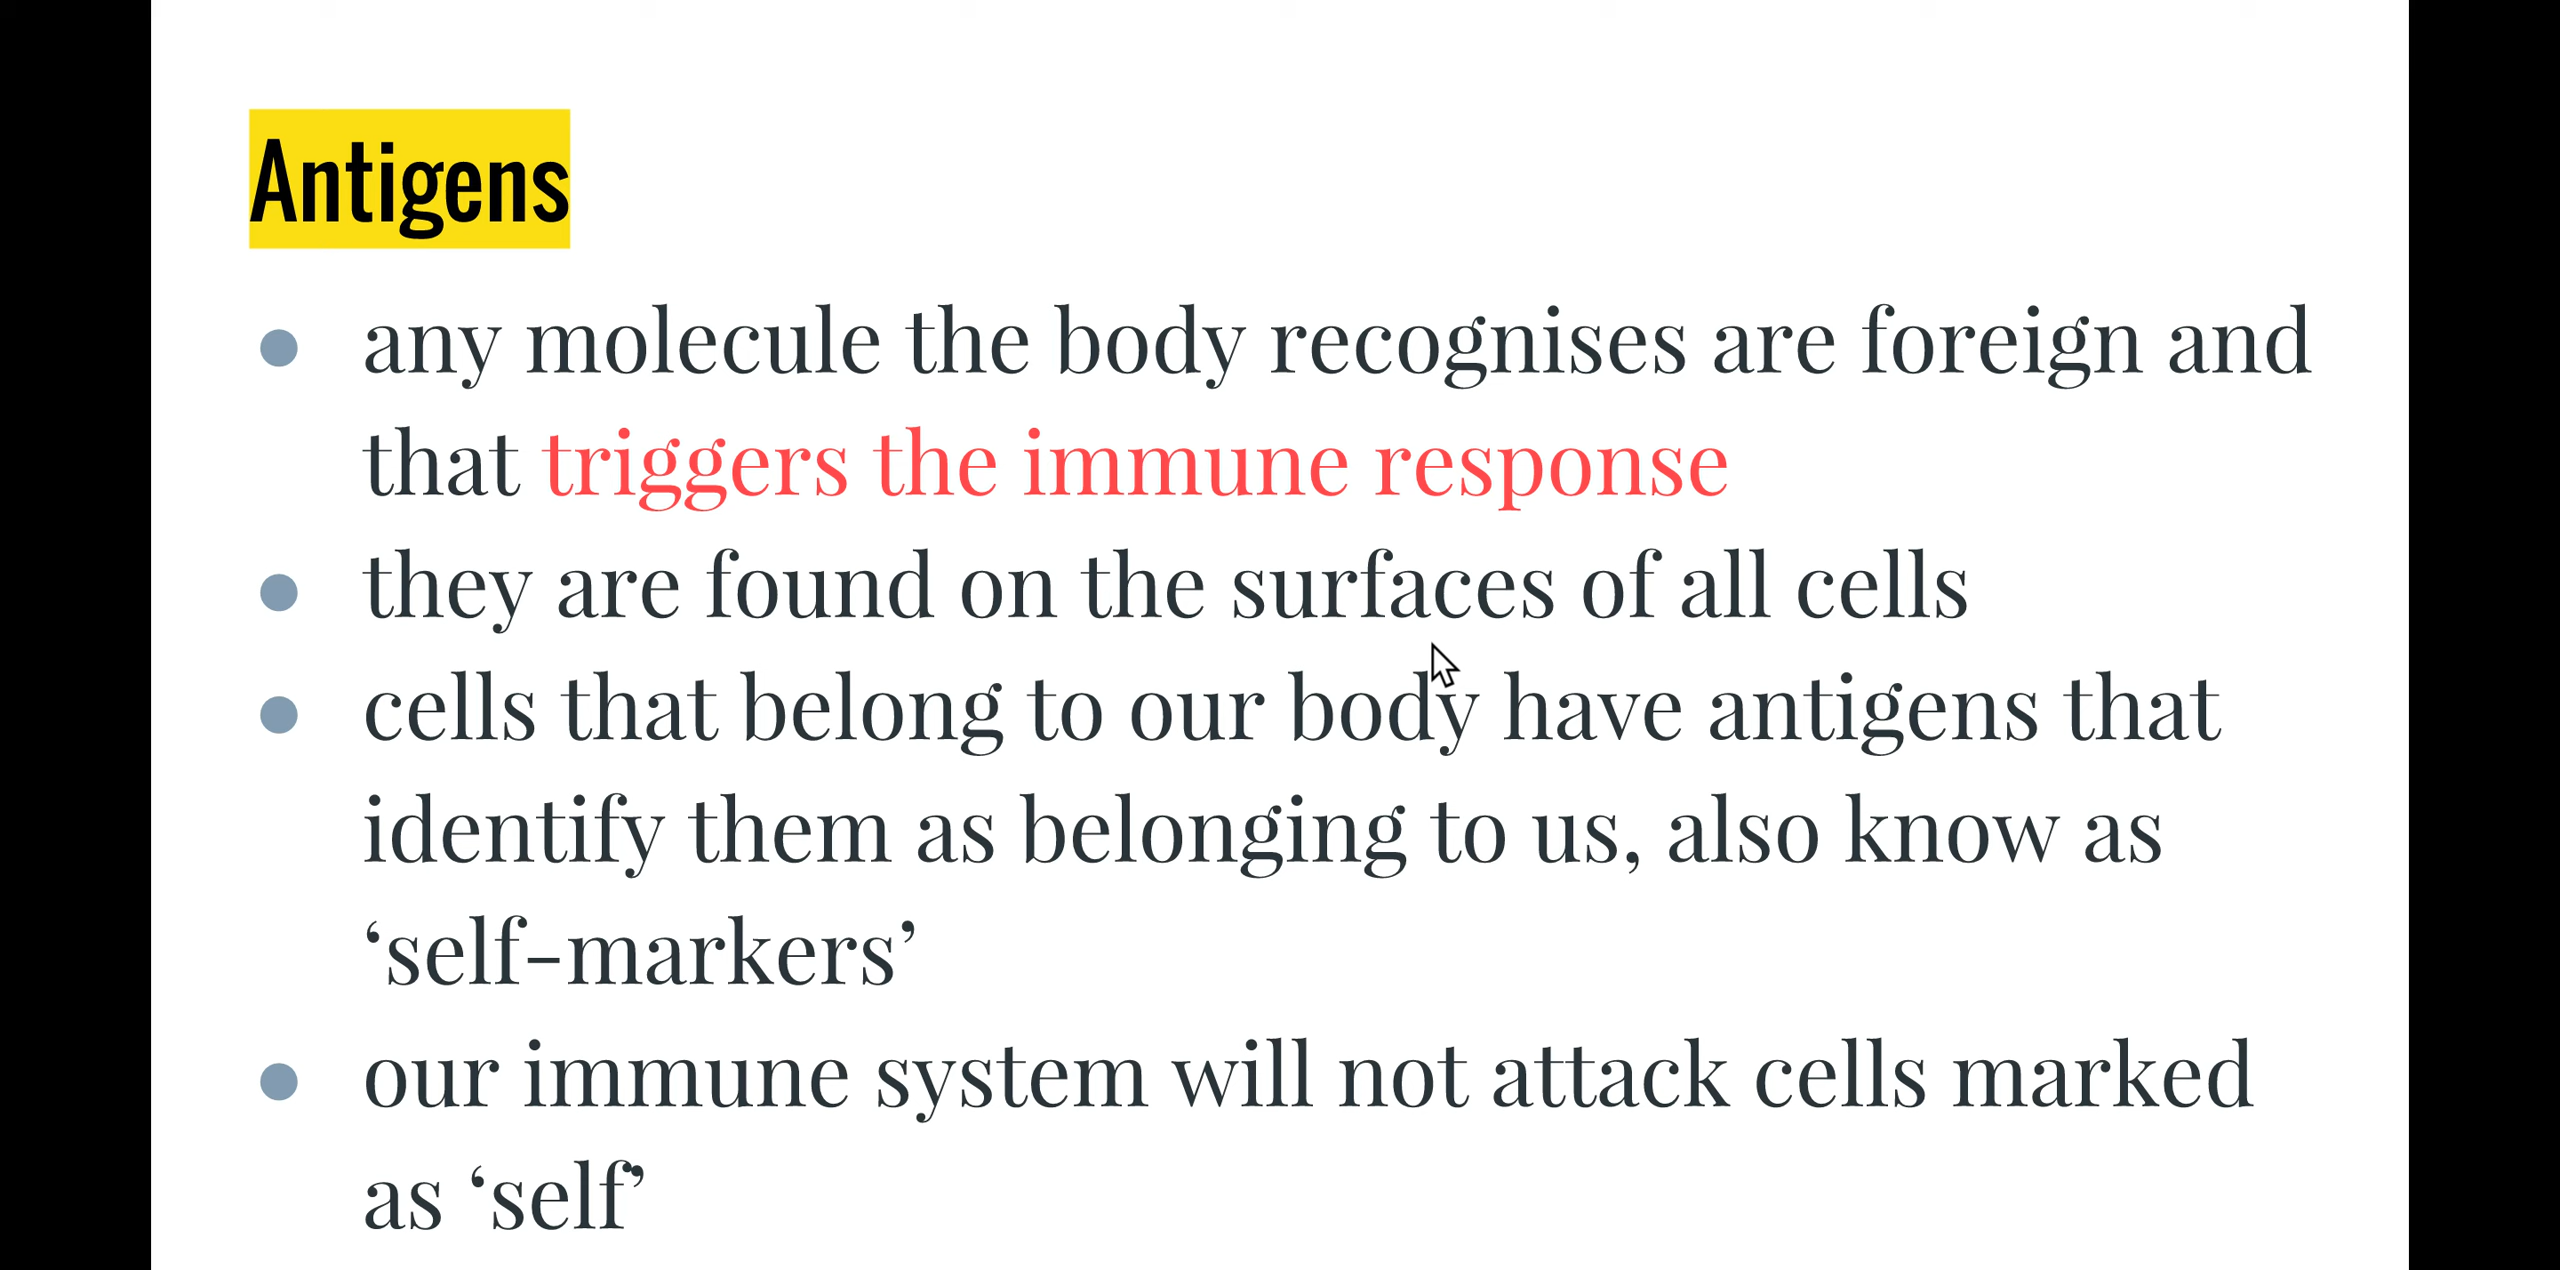 Antigens
any molecule the body recognises are foreign and
that triggers the immune response
they are found on the surfaces of all cells
cells that belong to our body have antigens that
identify them as belonging to us, also know as
‘self-markers’
our immune system will not attack cells marked
as ‘self’